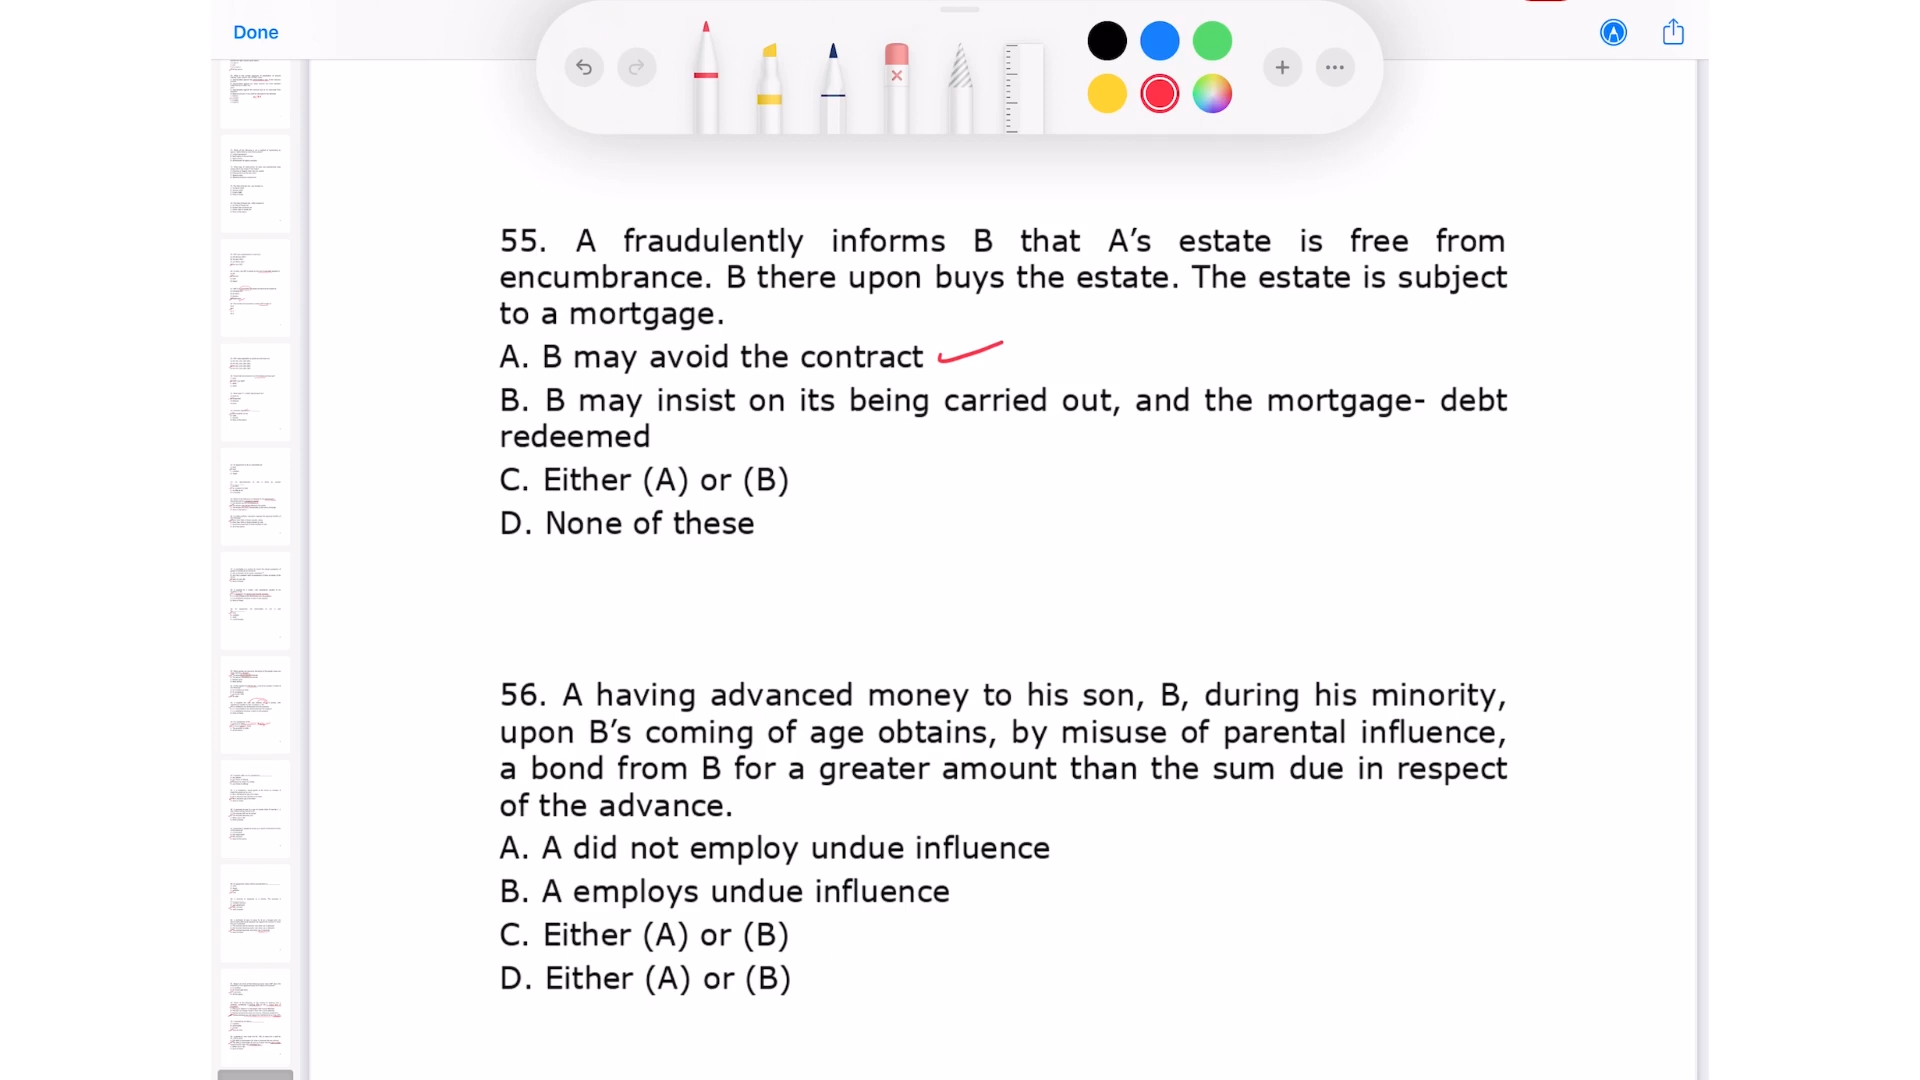 Done
55. A fraudulently informs B that A’s estate is free from
encumbrance. B there upon buys the estate. The estate is subject
to a mortgage.
A. B may avoid the contract
B. B may insist on its being carried out, and the mortgage- debt
redeemed
C. Either (A) or (B)
D. None of these
56. A having advanced money to his son, B, during his minority,
upon B’s coming of age obtains, by misuse of parental influence,
a bond from B for a greater amount than the sum due in respect
of the advance.
A. A did not employ undue influence
B. A employs undue influence
C. Either (A) or (B)
D. Either (A) or (B)